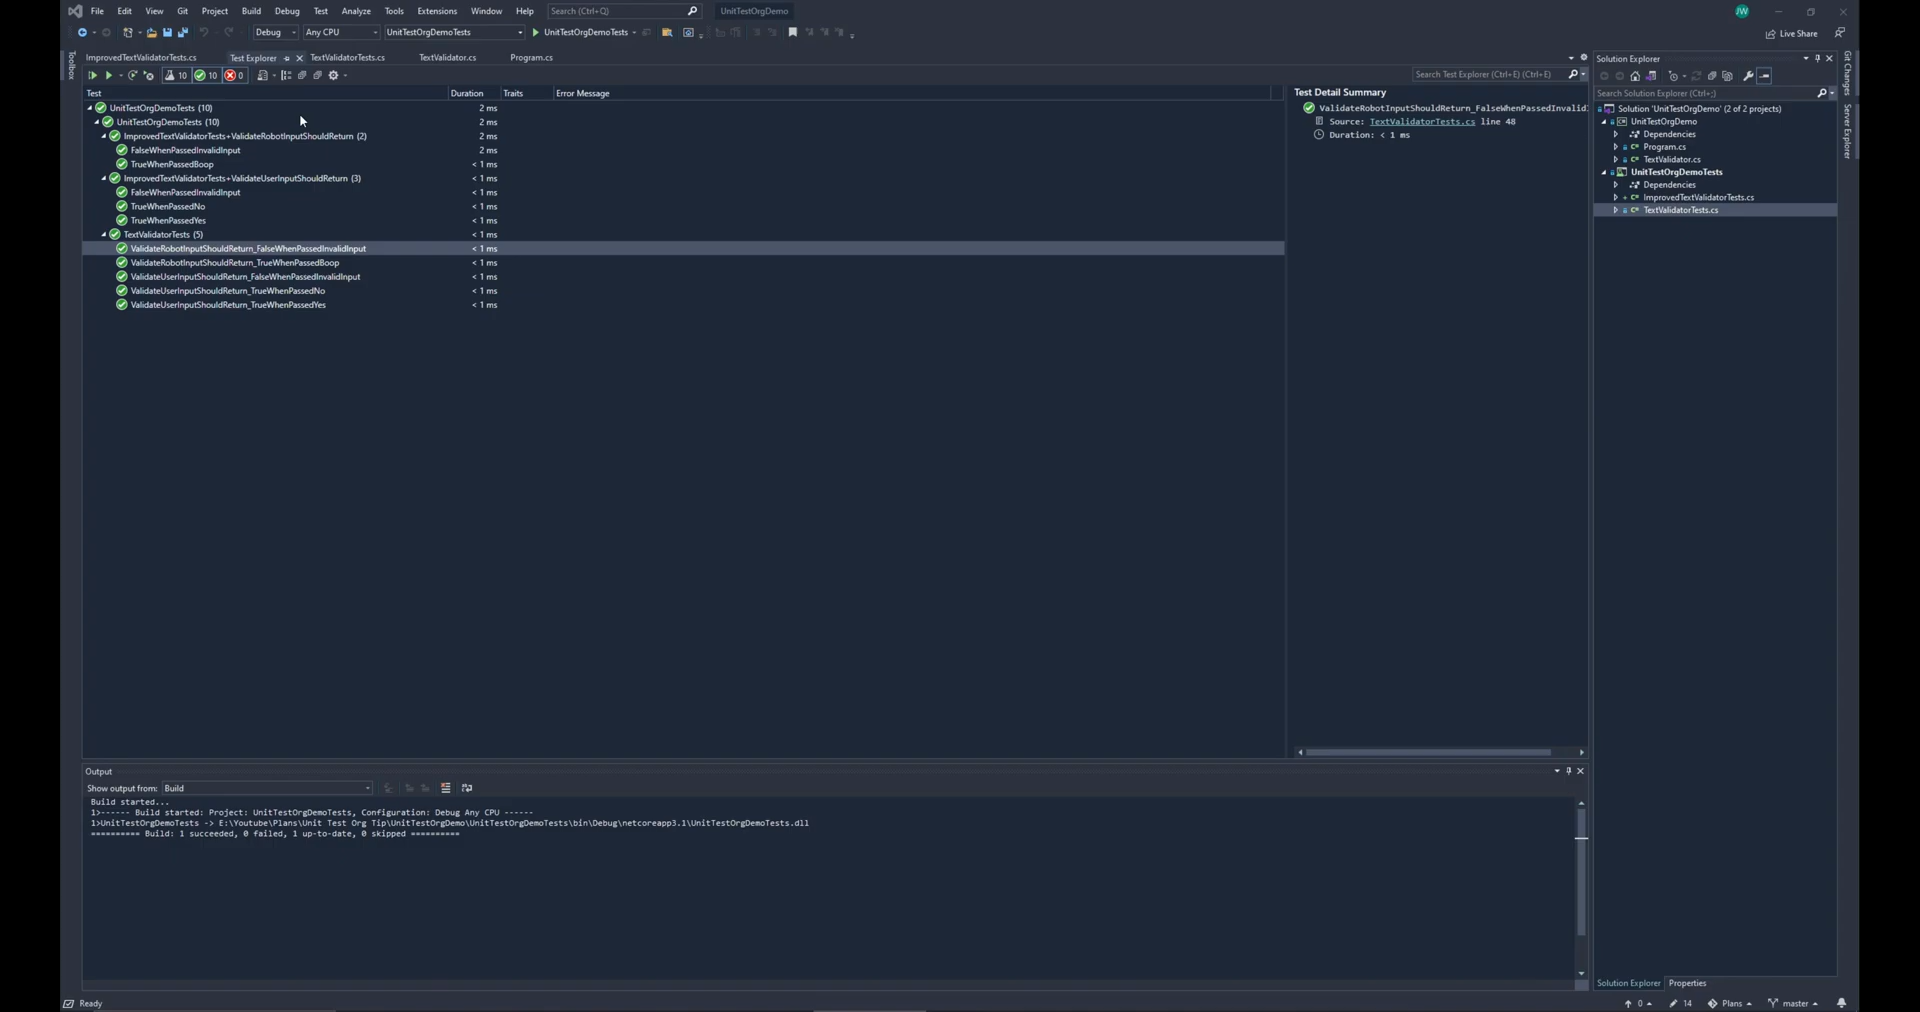 File Edit View Git Project Build Debug Test Analyze Tools Extensions Window Help Search (Ctrl+Q) UnitTestOrgDemo JW
Debug Any CPU UnitTestOrgDemoTests UnitTestOrgDemoTests Live Share
Toolbox
ImprovedTextValidatorTests.cs Test Explorer TextValidatorTests.cs TextValidator.cs Program.cs
10 10 0 Search Test Explorer (Ctrl+E)
Test Duration Traits Error Message
UnitTestOrgDemoTests (10) 2 ms
UnitTestOrgDemoTests (10) 2 ms
ImprovedTextValidatorTests+ValidateRobotInputShouldReturn (2) 2 ms
FalseWhenPassedInvalidInput 2 ms
TrueWhenPassedBoop < 1 ms
ImprovedTextValidatorTests+ValidateUserInputShouldReturn (3) < 1 ms
FalseWhenPassedInvalidInput < 1 ms
TrueWhenPassedNo < 1 ms
TrueWhenPassedYes < 1 ms
TextValidatorTests (5) < 1 ms
ValidateRobotInputShouldReturn_FalseWhenPassedInvalidInput < 1 ms
ValidateRobotInputShouldReturn_TrueWhenPassedBoop < 1 ms
ValidateUserInputShouldReturn_FalseWhenPassedInvalidInput < 1 ms
ValidateUserInputShouldReturn_TrueWhenPassedNo < 1 ms
ValidateUserInputShouldReturn_TrueWhenPassedYes < 1 ms
Test Detail Summary
ValidateRobotInputShouldReturn_FalseWhenPassedInvalidI
Source: TextValidatorTests.cs line 48
Duration: < 1 ms
Solution Explorer
Search Solution Explorer (Ctrl+;)
Solution 'UnitTestOrgDemo' (2 of 2 projects)
UnitTestOrgDemo
Dependencies
Program.cs
TextValidator.cs
UnitTestOrgDemoTests
Dependencies
ImprovedTextValidatorTests.cs
TextValidatorTests.cs
Git Changes
Server Explorer
Output
Show output from: Build
Build started...
1>------ Build started: Project: UnitTestOrgDemoTests, Configuration: Debug Any CPU ------
1>UnitTestOrgDemoTests -> E:\Youtube\Plans\Unit Test Org Tip\UnitTestOrgDemo\UnitTestOrgDemoTests\bin\Debug\netcoreapp3.1\UnitTestOrgDemoTests.dll
========== Build: 1 succeeded, 0 failed, 1 up-to-date, 0 skipped ==========
Solution Explorer Properties
Ready 0 14 Plans master